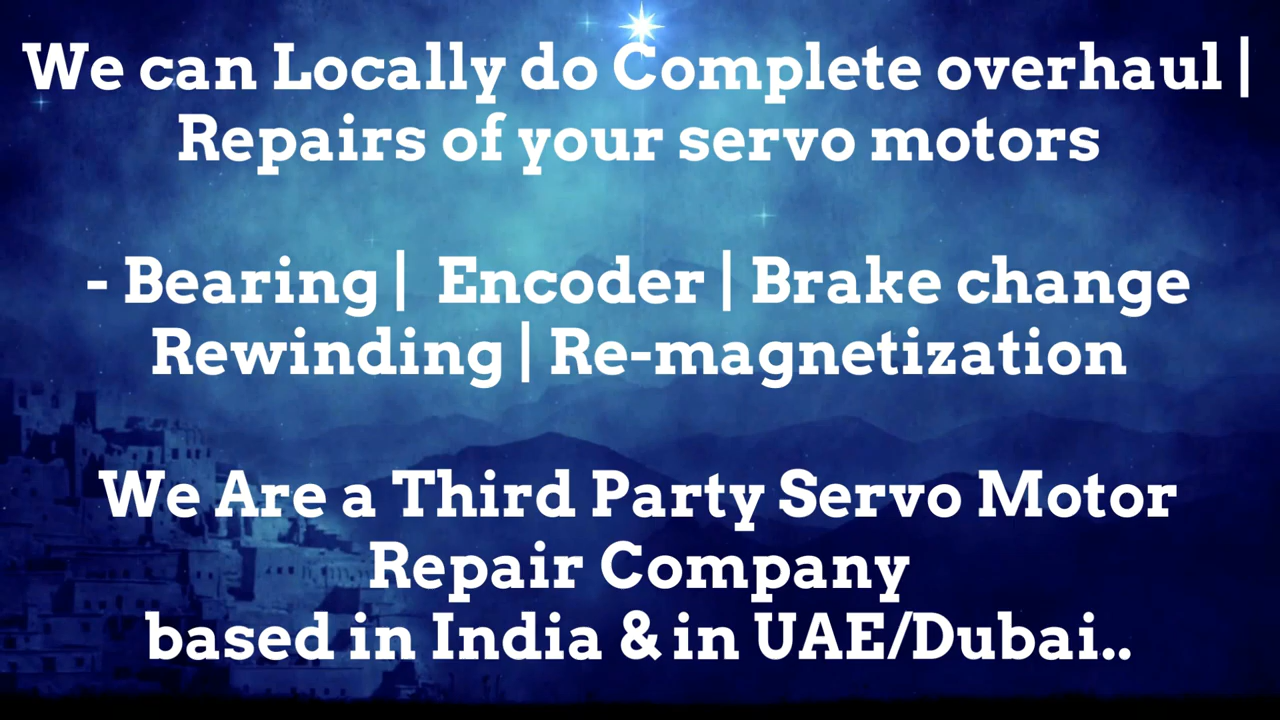 We can Locally do Complete overhaul |
Repairs of your servo motors
- Bearing |  Encoder | Brake change
Rewinding | Re-magnetization
We Are a Third Party Servo Motor
Repair Company
based in India & in UAE/Dubai..